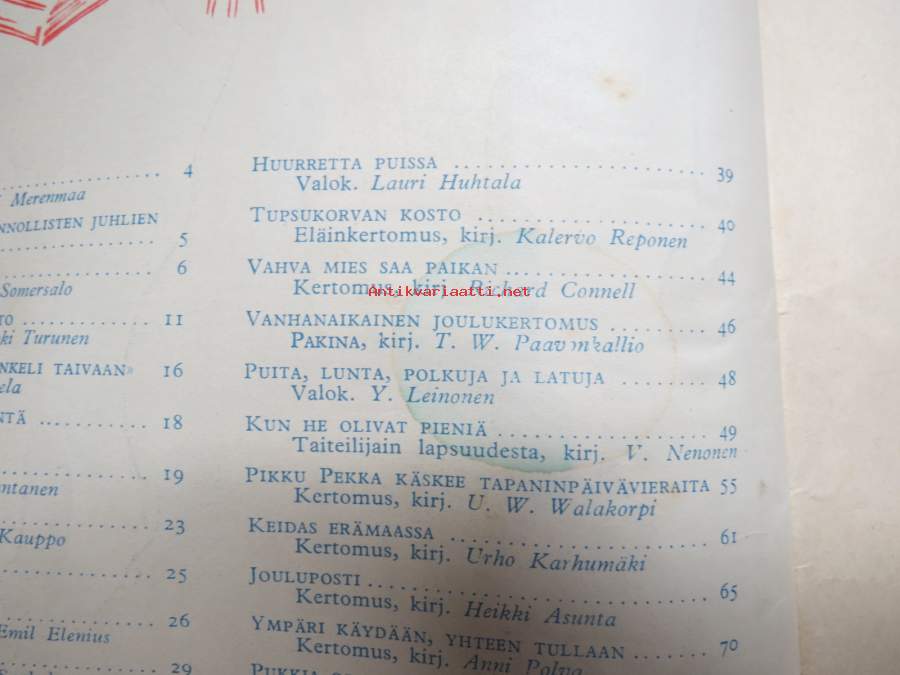 4
Merenmaa
NNOLLISTEN JUHLIEN
5
6
Somersalo
TO 11
ki Turunen
NKELI TAIVAAN» 16
ela
NTÄ 18
19
ntanen
23
Kauppo
25
26
Emil Elenius
29
HUURRETTA PUISSA 39
Valok. Lauri Huhtala
TUPSUKORVAN KOSTO 40
Eläinkertomus, kirj. Kalervo Reponen
VAHVA MIES SAA PAIKAN 44
Kertomus, kirj. Richard Connell
Antikvariaatti.net
VANHANAIKAINEN JOULUKERTOMUS 46
PAKINA, kirj. T. W. Paavonkallio
PUITA, LUNTA, POLKUJA JA LATUJA 48
Valok. Y. Leinonen
KUN HE OLIVAT PIENIÄ 49
Taiteilijain lapsuudesta, kirj. V. Nenonen
PIKKU PEKKA KÄSKEE TAPANINPÄIVÄVIERAITA 55
Kertomus, kirj. U. W. Walakorpi
KEIDAS ERÄMAASSA 61
Kertomus, kirj. Urho Karhumäki
JOULUPOSTI 65
Kertomus, kirj. Heikki Asunta
YMPÄRI KÄYDÄÄN, YHTEEN TULLAAN 70
Kertomus, kirj. Anni Polva